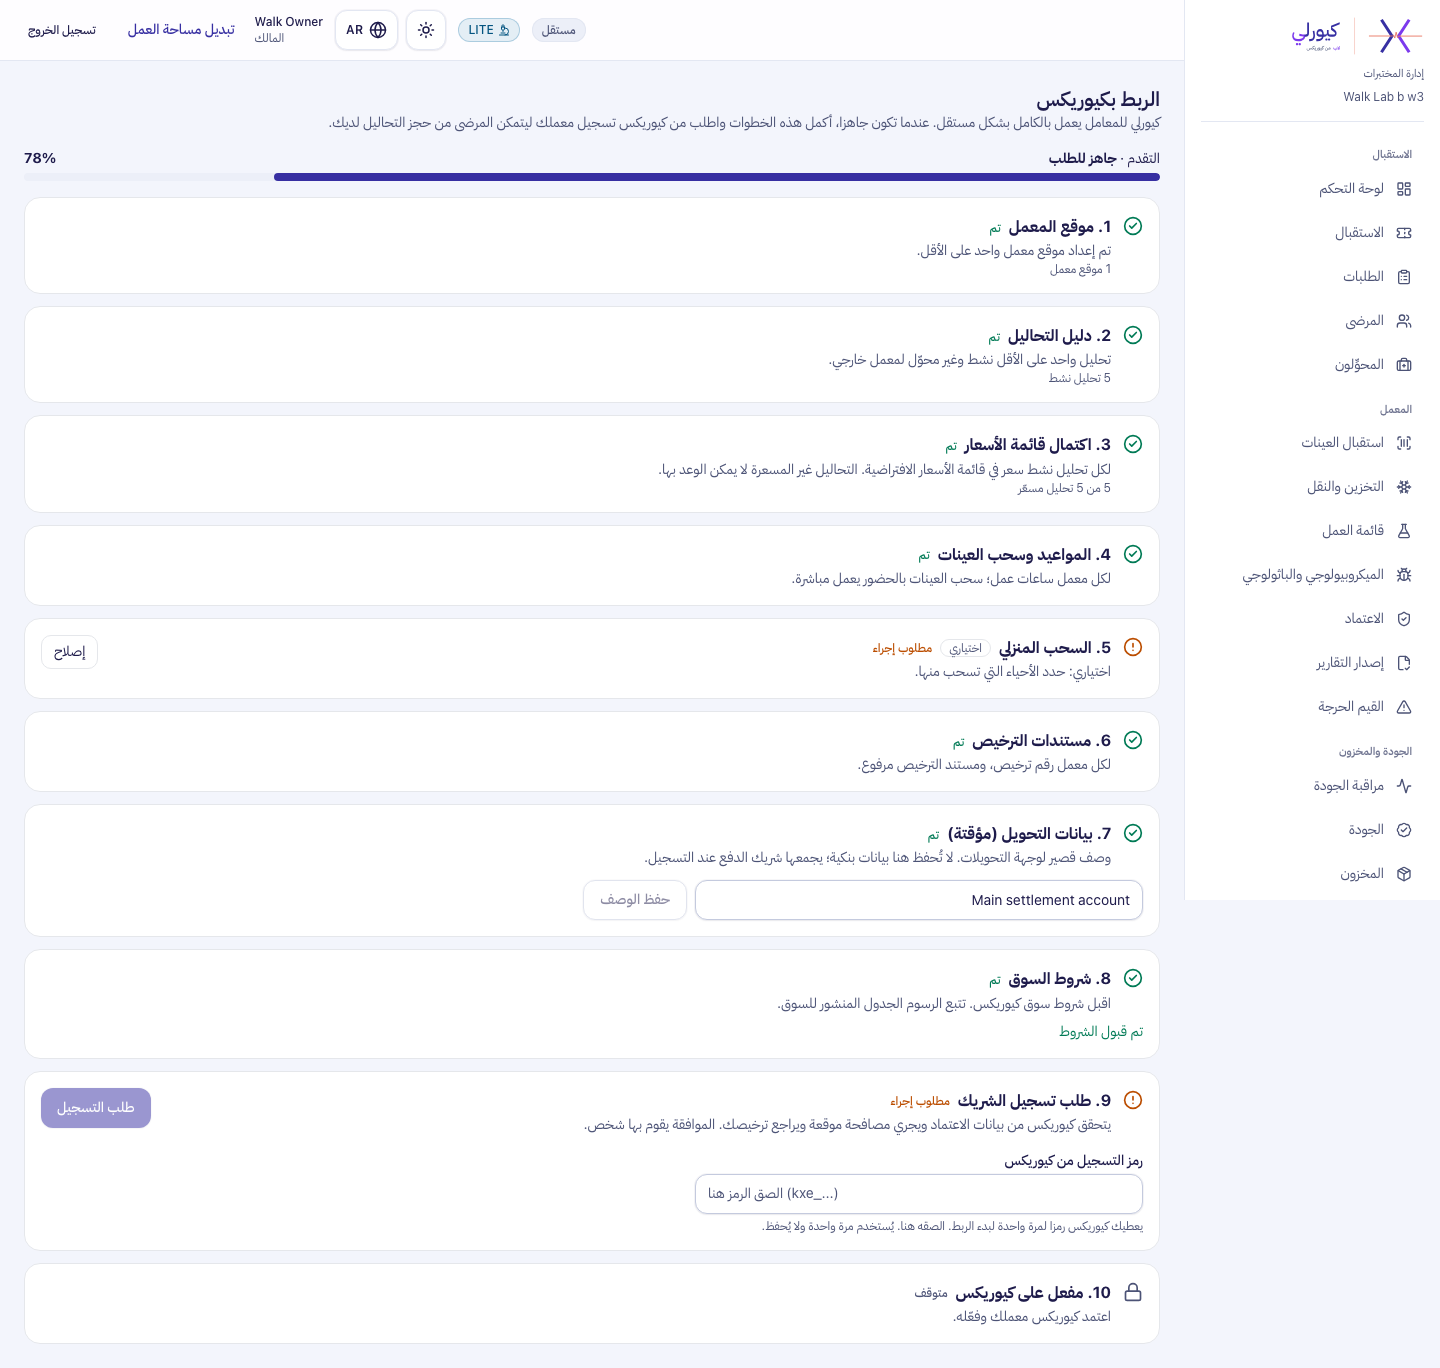 كيورلي
لاب من كيوريكس
إدارة المختبرات
Walk Lab b w3
الاستقبال
لوحة التحكم
الاستقبال
الطلبات
المرضى
المحوّلون
المعمل
استقبال العينات
التخزين والنقل
قائمة العمل
الميكروبيولوجي والباثولوجي
الاعتماد
إصدار التقارير
القيم الحرجة
الجودة والمخزون
مراقبة الجودة
الجودة
المخزون
مستقل
LITE
AR
Walk Owner
المالك
تبديل مساحة العمل
تسجيل الخروج
الربط بكيوريكس
كيورلي للمعامل يعمل بالكامل بشكل مستقل. عندما تكون جاهزا، أكمل هذه الخطوات واطلب من كيوريكس تسجيل معملك ليتمكن المرضى من حجز التحاليل لديك.
التقدم · جاهز للطلب
78%
1. موقع المعمل تم
تم إعداد موقع معمل واحد على الأقل.
1 موقع معمل
2. دليل التحاليل تم
تحليل واحد على الأقل نشط وغير محوّل لمعمل خارجي.
5 تحليل نشط
3. اكتمال قائمة الأسعار تم
لكل تحليل نشط سعر في قائمة الأسعار الافتراضية. التحاليل غير المسعرة لا يمكن الوعد بها.
5 من 5 تحليل مسعّر
4. المواعيد وسحب العينات تم
لكل معمل ساعات عمل؛ سحب العينات بالحضور يعمل مباشرة.
5. السحب المنزلي اختياري مطلوب إجراء
إصلاح
اختياري: حدد الأحياء التي تسحب منها.
6. مستندات الترخيص تم
لكل معمل رقم ترخيص، ومستند الترخيص مرفوع.
7. بيانات التحويل (مؤقتة) تم
وصف قصير لوجهة التحويلات. لا تُحفظ هنا بيانات بنكية؛ يجمعها شريك الدفع عند التسجيل.
Main settlement account
حفظ الوصف
8. شروط السوق تم
اقبل شروط سوق كيوريكس. تتبع الرسوم الجدول المنشور للسوق.
تم قبول الشروط
9. طلب تسجيل الشريك مطلوب إجراء
طلب التسجيل
يتحقق كيوريكس من بيانات الاعتماد ويجري مصافحة موقعة ويراجع ترخيصك. الموافقة يقوم بها شخص.
رمز التسجيل من كيوريكس
الصق الرمز هنا (kxe_...)
يعطيك كيوريكس رمزا لمرة واحدة لبدء الربط. الصقه هنا. يُستخدم مرة واحدة ولا يُحفظ.
10. مفعل على كيوريكس متوقف
اعتمد كيوريكس معملك وفعّله.